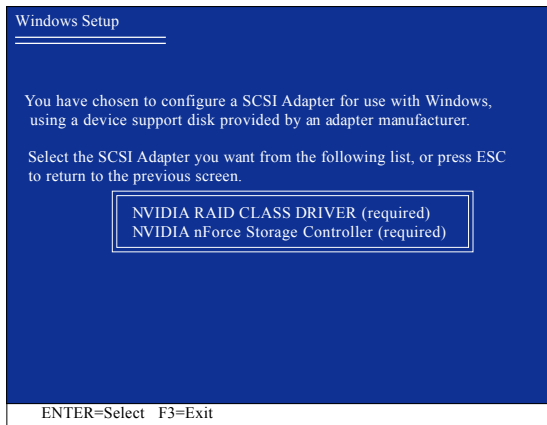 Windows Setup
You have chosen to configure a SCSI Adapter for use with Windows,
using a device support disk provided by an adapter manufacturer.
Select the SCSI Adapter you want from the following list, or press ESC
to return to the previous screen.
NVIDIA RAID CLASS DRIVER (required)
NVIDIA nForce Storage Controller (required)
ENTER=Select F3=Exit